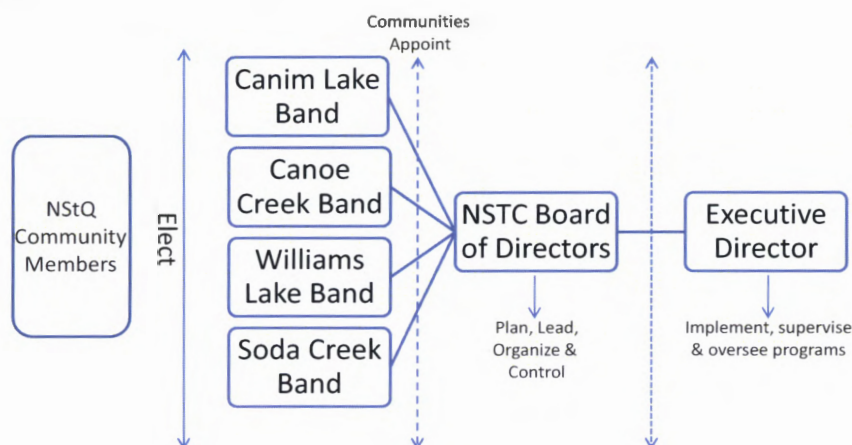 Communities
Appoint
NStQ
Community
Members
Elect
Canim Lake
Band
Canoe
Creek Band
Williams
Lake Band
Soda Creek
Band
NSTC Board
of Directors
Plan, Lead,
Organize &
Control
Executive
Director
Implement, supervise
& oversee programs